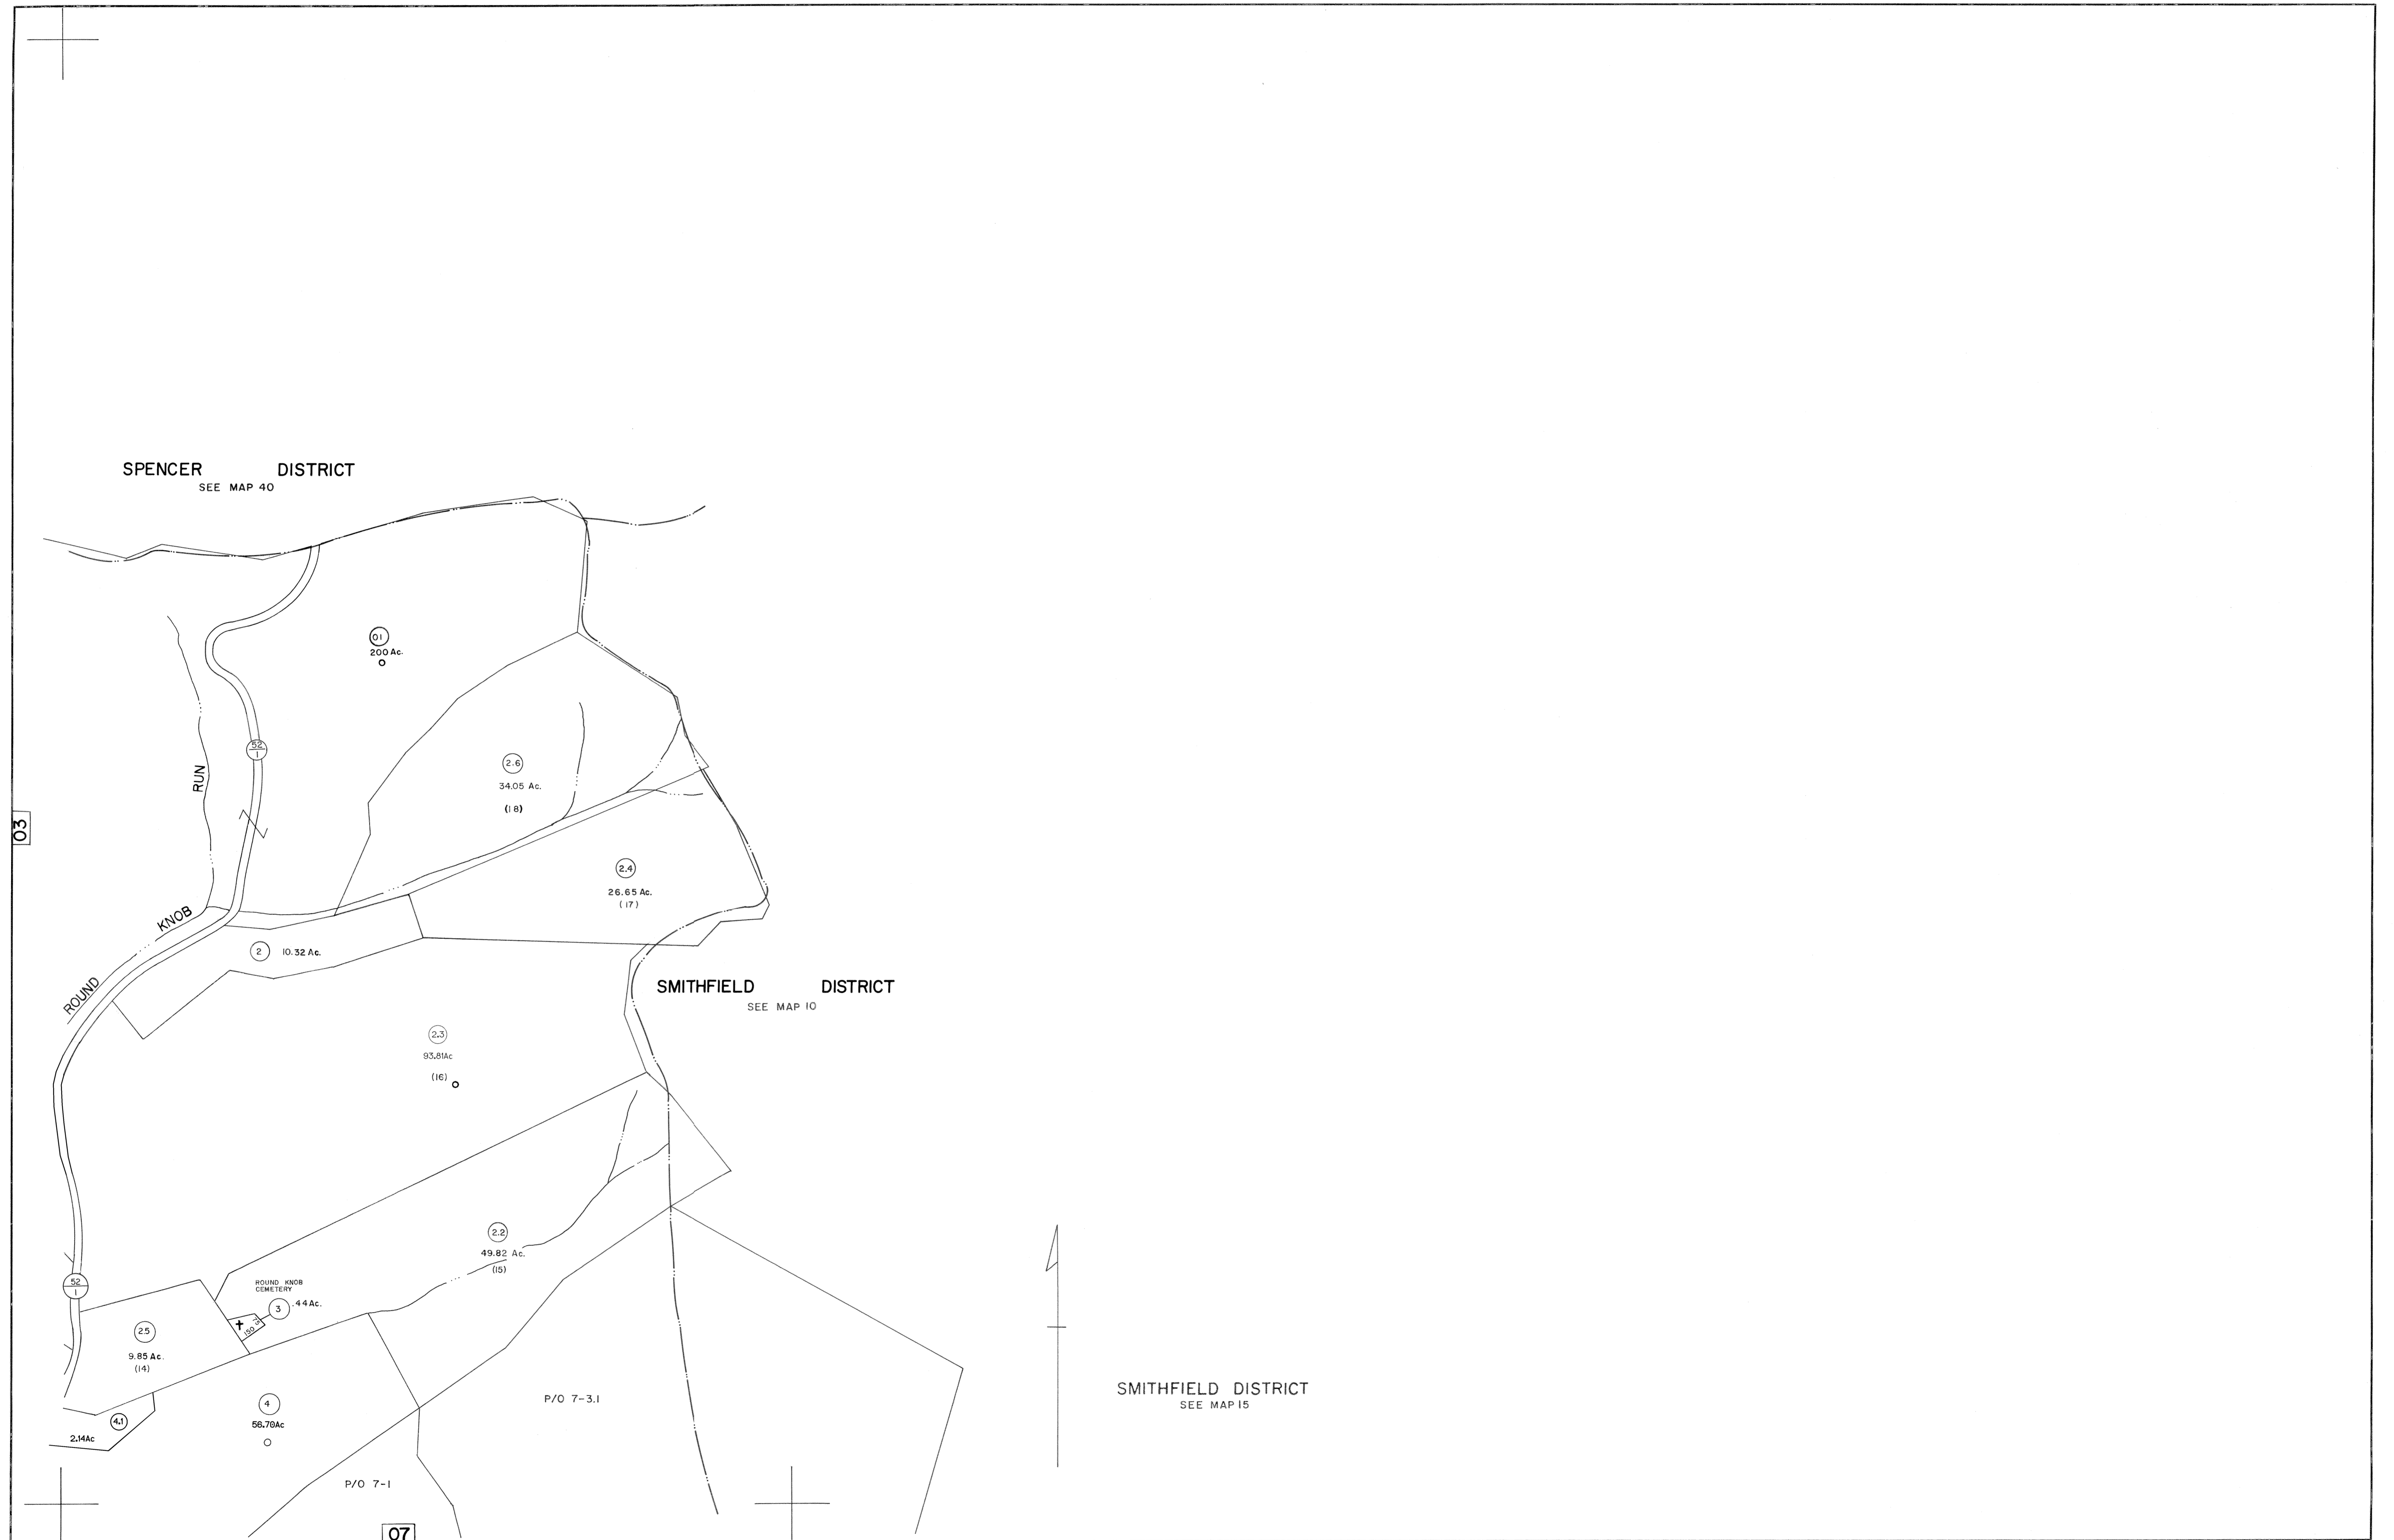 SPENCER DISTRICT
SEE MAP 40
01
200 Ac.
52
1
RUN
2.6
34.05 Ac.
(18)
03
2.4
26.65 Ac.
(17)
KNOB
2
10.32 Ac.
ROUND
SMITHFIELD DISTRICT
SEE MAP 10
2.3
93.81Ac
(16)
2.2
49.82 Ac.
(15)
52
1
ROUND KNOB
CEMETERY
3
.44Ac.
75
150
2.5
9.85 Ac.
(14)
P/O 7-3.1
SMITHFIELD DISTRICT
SEE MAP 15
4
56.70Ac
4.1
2.14Ac
P/O 7-1
07